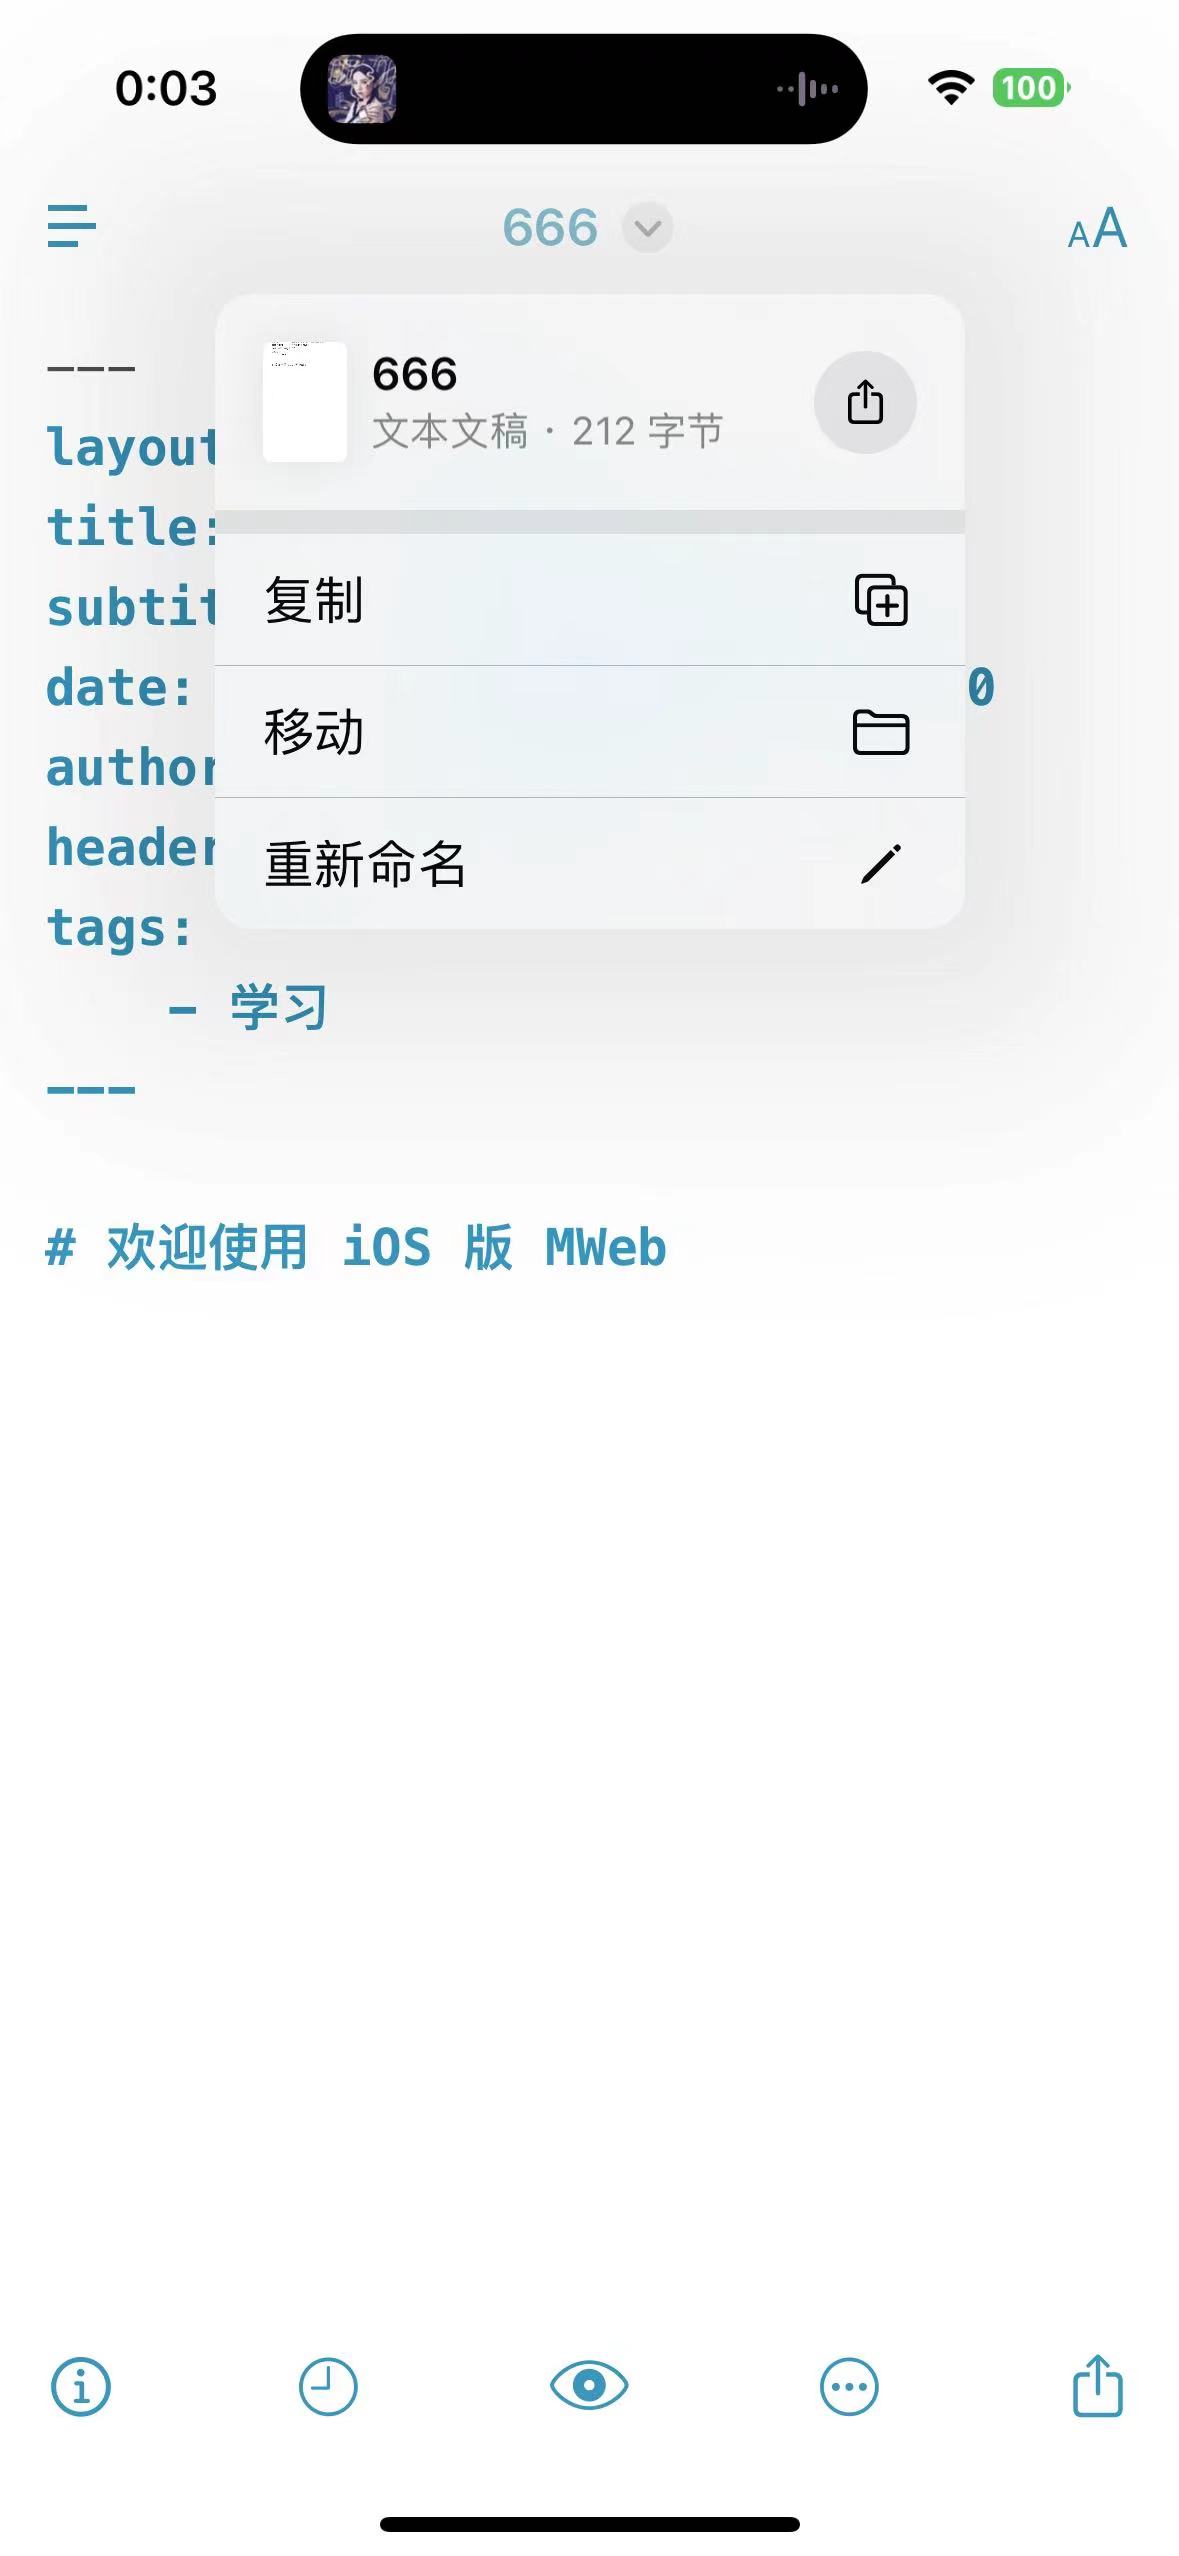 0:03
100
666
AA
---
666
文本文稿 · 212 字节
layout
title:
subtit
复制
date:
0
移动
author
header
重新命名
tags:
- 学习
---
# 欢迎使用 iOS 版 MWeb